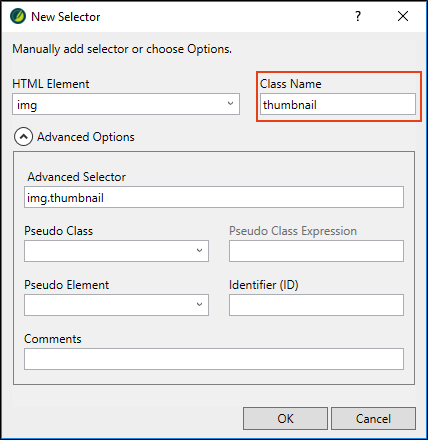 New Selector
Manually add selector or choose Options.
HTML Element Class Name
img thumbnail
Advanced Options
Advanced Selector
img.thumbnail
Pseudo Class Pseudo Class Expression
Pseudo Element Identifier (ID)
Comments
OK Cancel